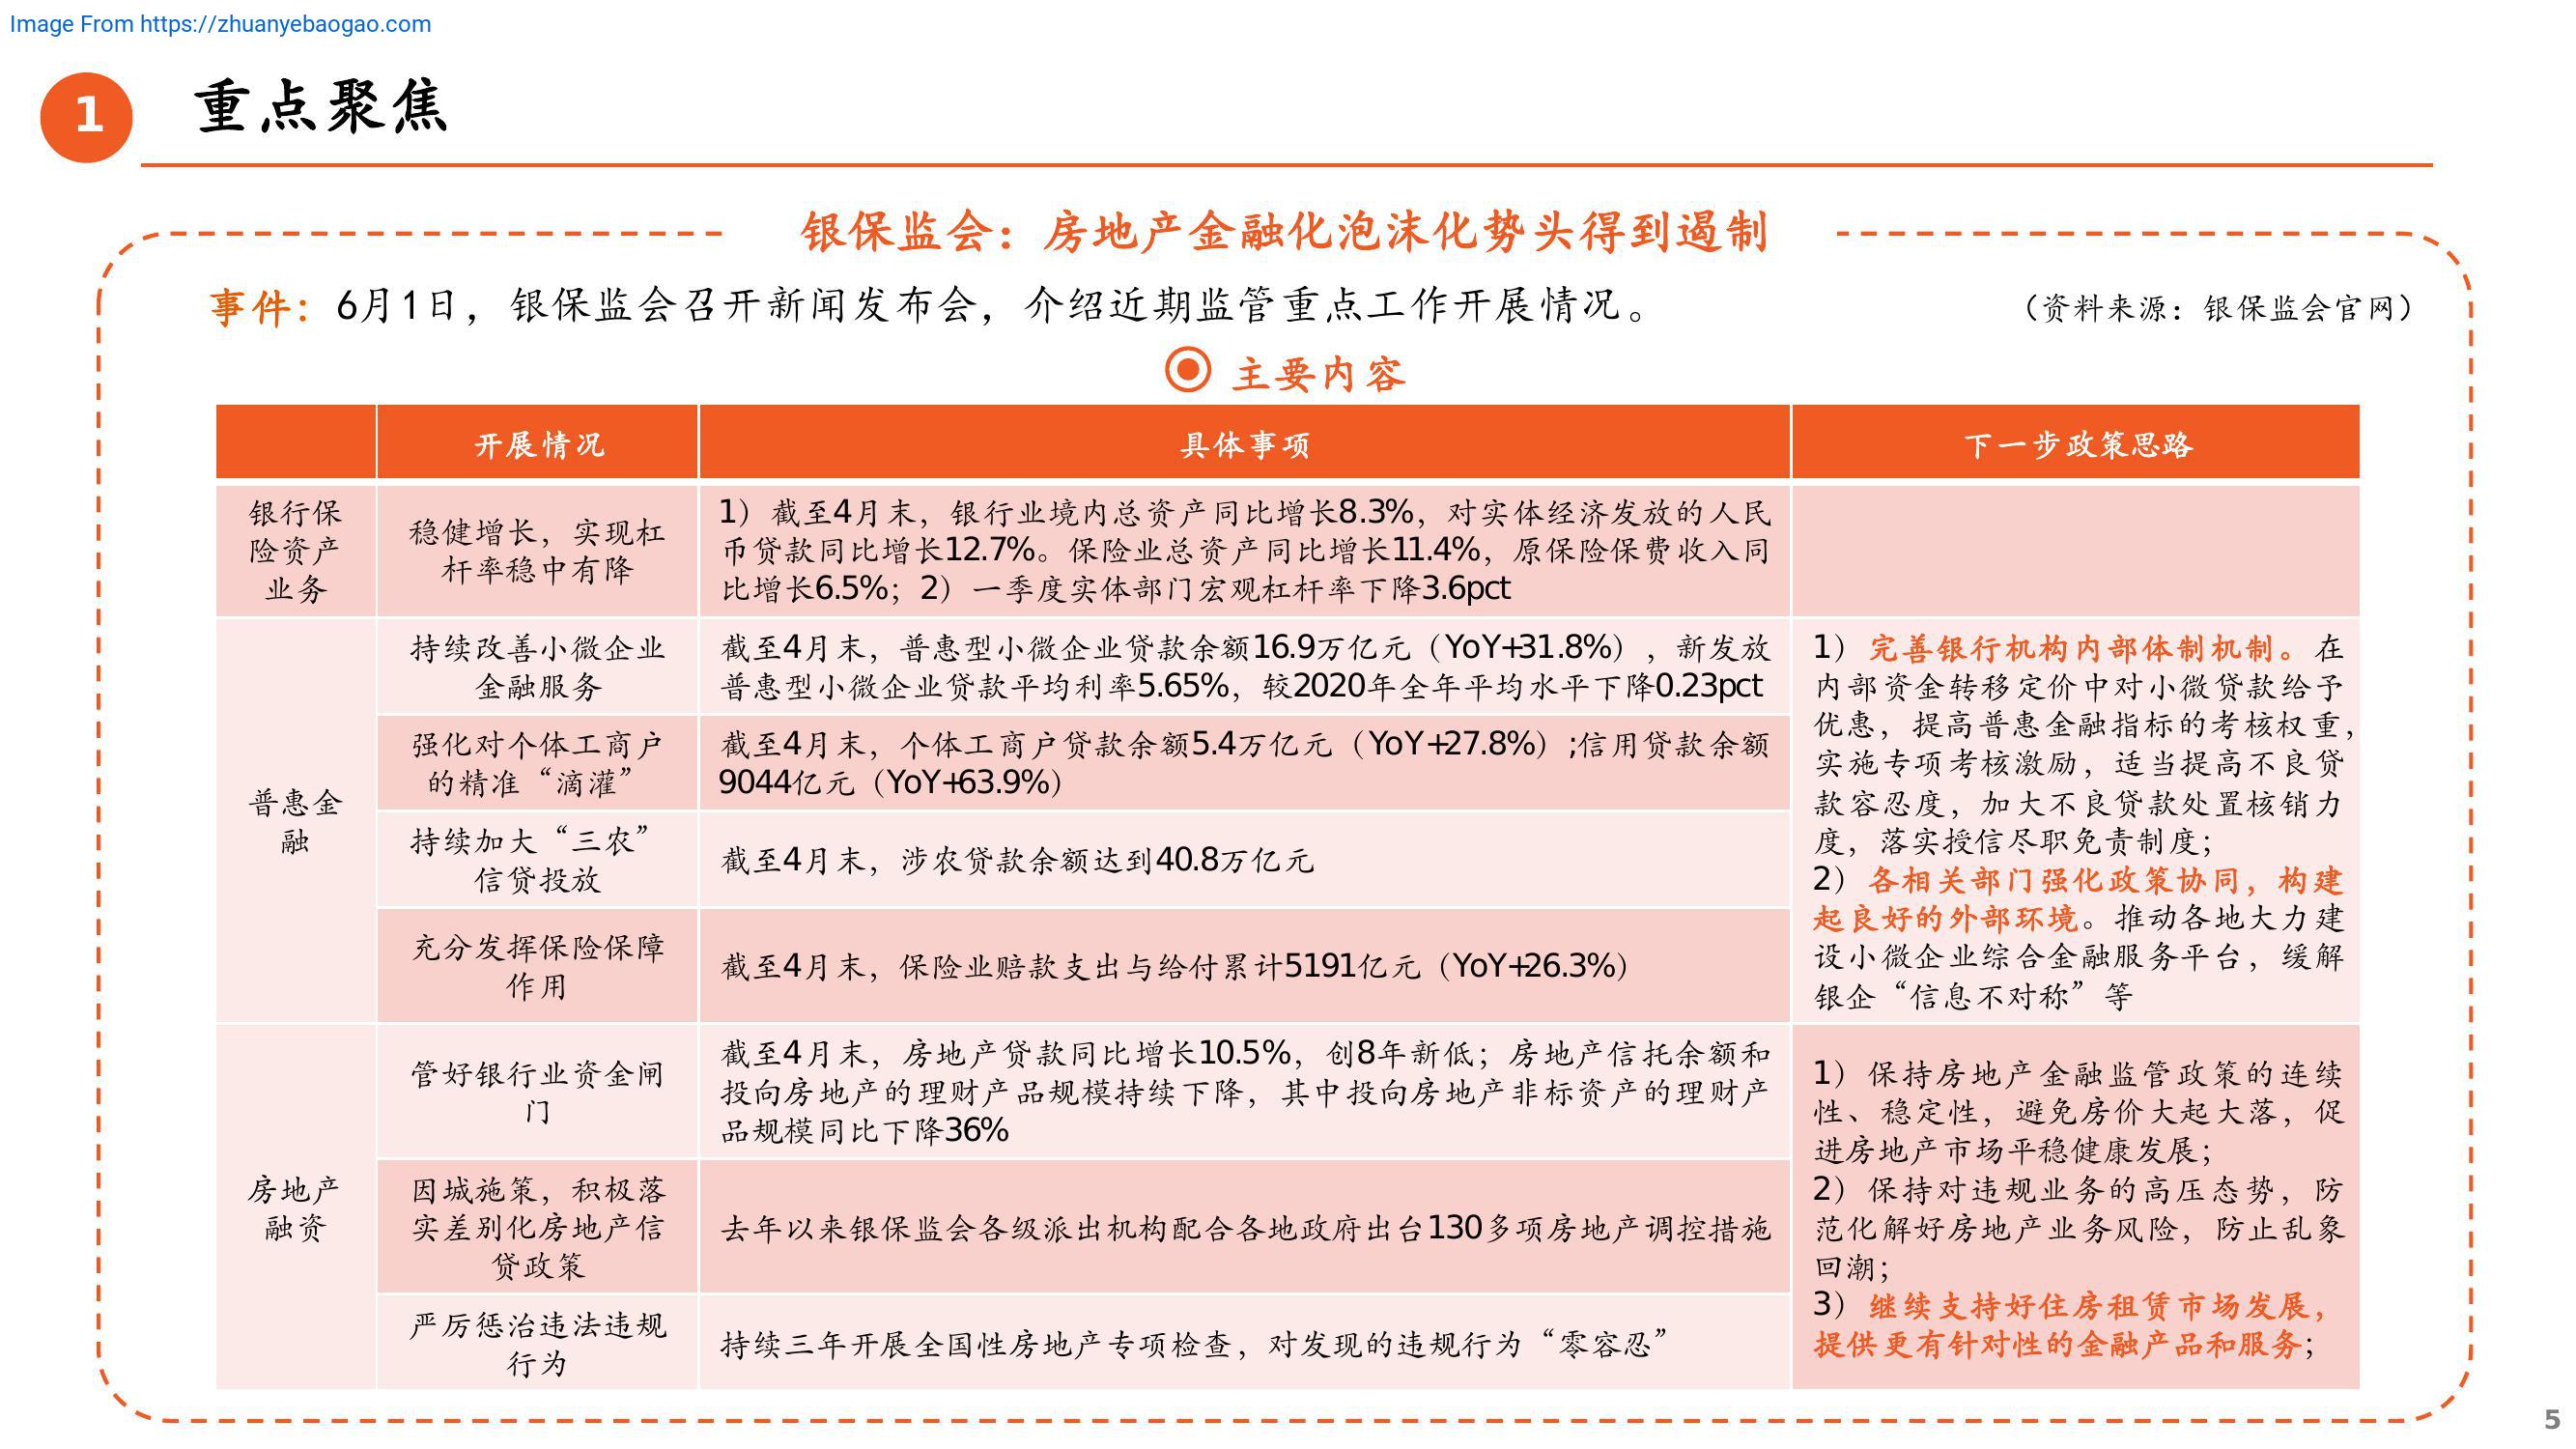 Image From https://zhuanyebaogao.com
1
重点聚焦
银保监会：房地产金融化泡沫化势头得到遏制
事件：6月1日，银保监会召开新闻发布会，介绍近期监管重点工作开展情况。
（资料来源：银保监会官网）
主要内容
开展情况
具体事项
下一步政策思路
银行保
险资产
业务
稳健增长，实现杠
杆率稳中有降
1）截至4月末，银行业境内总资产同比增长8.3%，对实体经济发放的人民
币贷款同比增长12.7%。保险业总资产同比增长11.4%，原保险保费收入同
比增长6.5%；2）一季度实体部门宏观杠杆率下降3.6pct
普惠金
融
持续改善小微企业
金融服务
截至4月末，普惠型小微企业贷款余额16.9万亿元（YoY+31.8%），新发放
普惠型小微企业贷款平均利率5.65%，较2020年全年平均水平下降0.23pct
强化对个体工商户
的精准“滴灌”
截至4月末，个体工商户贷款余额5.4万亿元（YoY+27.8%）;信用贷款余额
9044亿元（YoY+63.9%）
持续加大“三农”
信贷投放
截至4月末，涉农贷款余额达到40.8万亿元
充分发挥保险保障
作用
截至4月末，保险业赔款支出与给付累计5191亿元（YoY+26.3%）
1）完善银行机构内部体制机制。在
内部资金转移定价中对小微贷款给予
优惠，提高普惠金融指标的考核权重，
实施专项考核激励，适当提高不良贷
款容忍度，加大不良贷款处置核销力
度，落实授信尽职免责制度；
2）各相关部门强化政策协同，构建
起良好的外部环境。推动各地大力建
设小微企业综合金融服务平台，缓解
银企“信息不对称”等
房地产
融资
管好银行业资金闸
门
截至4月末，房地产贷款同比增长10.5%，创8年新低；房地产信托余额和
投向房地产的理财产品规模持续下降，其中投向房地产非标资产的理财产
品规模同比下降36%
因城施策，积极落
实差别化房地产信
贷政策
去年以来银保监会各级派出机构配合各地政府出台130多项房地产调控措施
严厉惩治违法违规
行为
持续三年开展全国性房地产专项检查，对发现的违规行为“零容忍”
1）保持房地产金融监管政策的连续
性、稳定性，避免房价大起大落，促
进房地产市场平稳健康发展；
2）保持对违规业务的高压态势，防
范化解好房地产业务风险，防止乱象
回潮；
3）继续支持好住房租赁市场发展，
提供更有针对性的金融产品和服务；
5